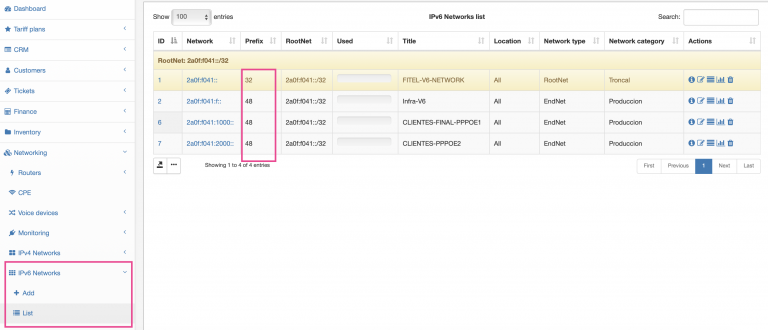 Dashboard
Tariff plans
CRM
Customers
Tickets
Finance
Inventory
Networking
Routers
CPE
Voice devices
Monitoring
IPv4 Networks
IPv6 Networks
Add
List
Show 100 entries
IPv6 Networks list
Search:
ID Network Prefix RootNet Used Title Location Network type Network category Actions
RootNet: 2a0f:f041::/32
1 2a0f:f041:: 32 2a0f:f041::/32 FITEL-V6-NETWORK All RootNet Troncal
2 2a0f:f041:f:: 48 2a0f:f041::/32 Infra-V6 All EndNet Produccion
6 2a0f:f041:1000:: 48 2a0f:f041::/32 CLIENTES-FINAL-PPPOE1 All EndNet Produccion
7 2a0f:f041:2000:: 48 2a0f:f041::/32 CLIENTES-PPPOE2 All EndNet Produccion
Showing 1 to 4 of 4 entries
First Previous 1 Next Last